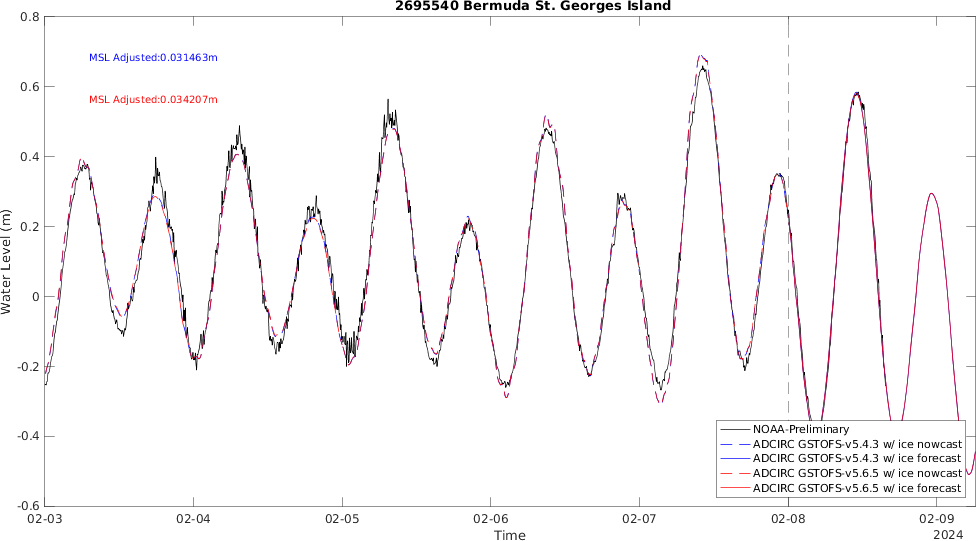 2695540 Bermuda St. Georges Island
MSL Adjusted:0.031463m
MSL Adjusted:0.034207m
Water Level (m)
0.8
0.6
0.4
0.2
0
-0.2
-0.4
-0.6
NOAA-Preliminary
ADCIRC GSTOFS-v5.4.3 w/ ice nowcast
ADCIRC GSTOFS-v5.4.3 w/ ice forecast
ADCIRC GSTOFS-v5.6.5 w/ ice nowcast
ADCIRC GSTOFS-v5.6.5 w/ ice forecast
02-03 02-04 02-05 02-06 02-07 02-08 02-09
Time
2024